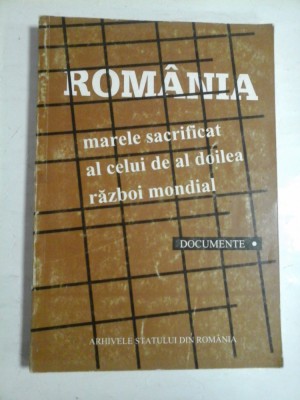 ROMÂNIA
marele sacrificat
al celui de al doilea
război mondial
DOCUMENTE •
ARHIVELE STATULUI DIN ROMÂNIA